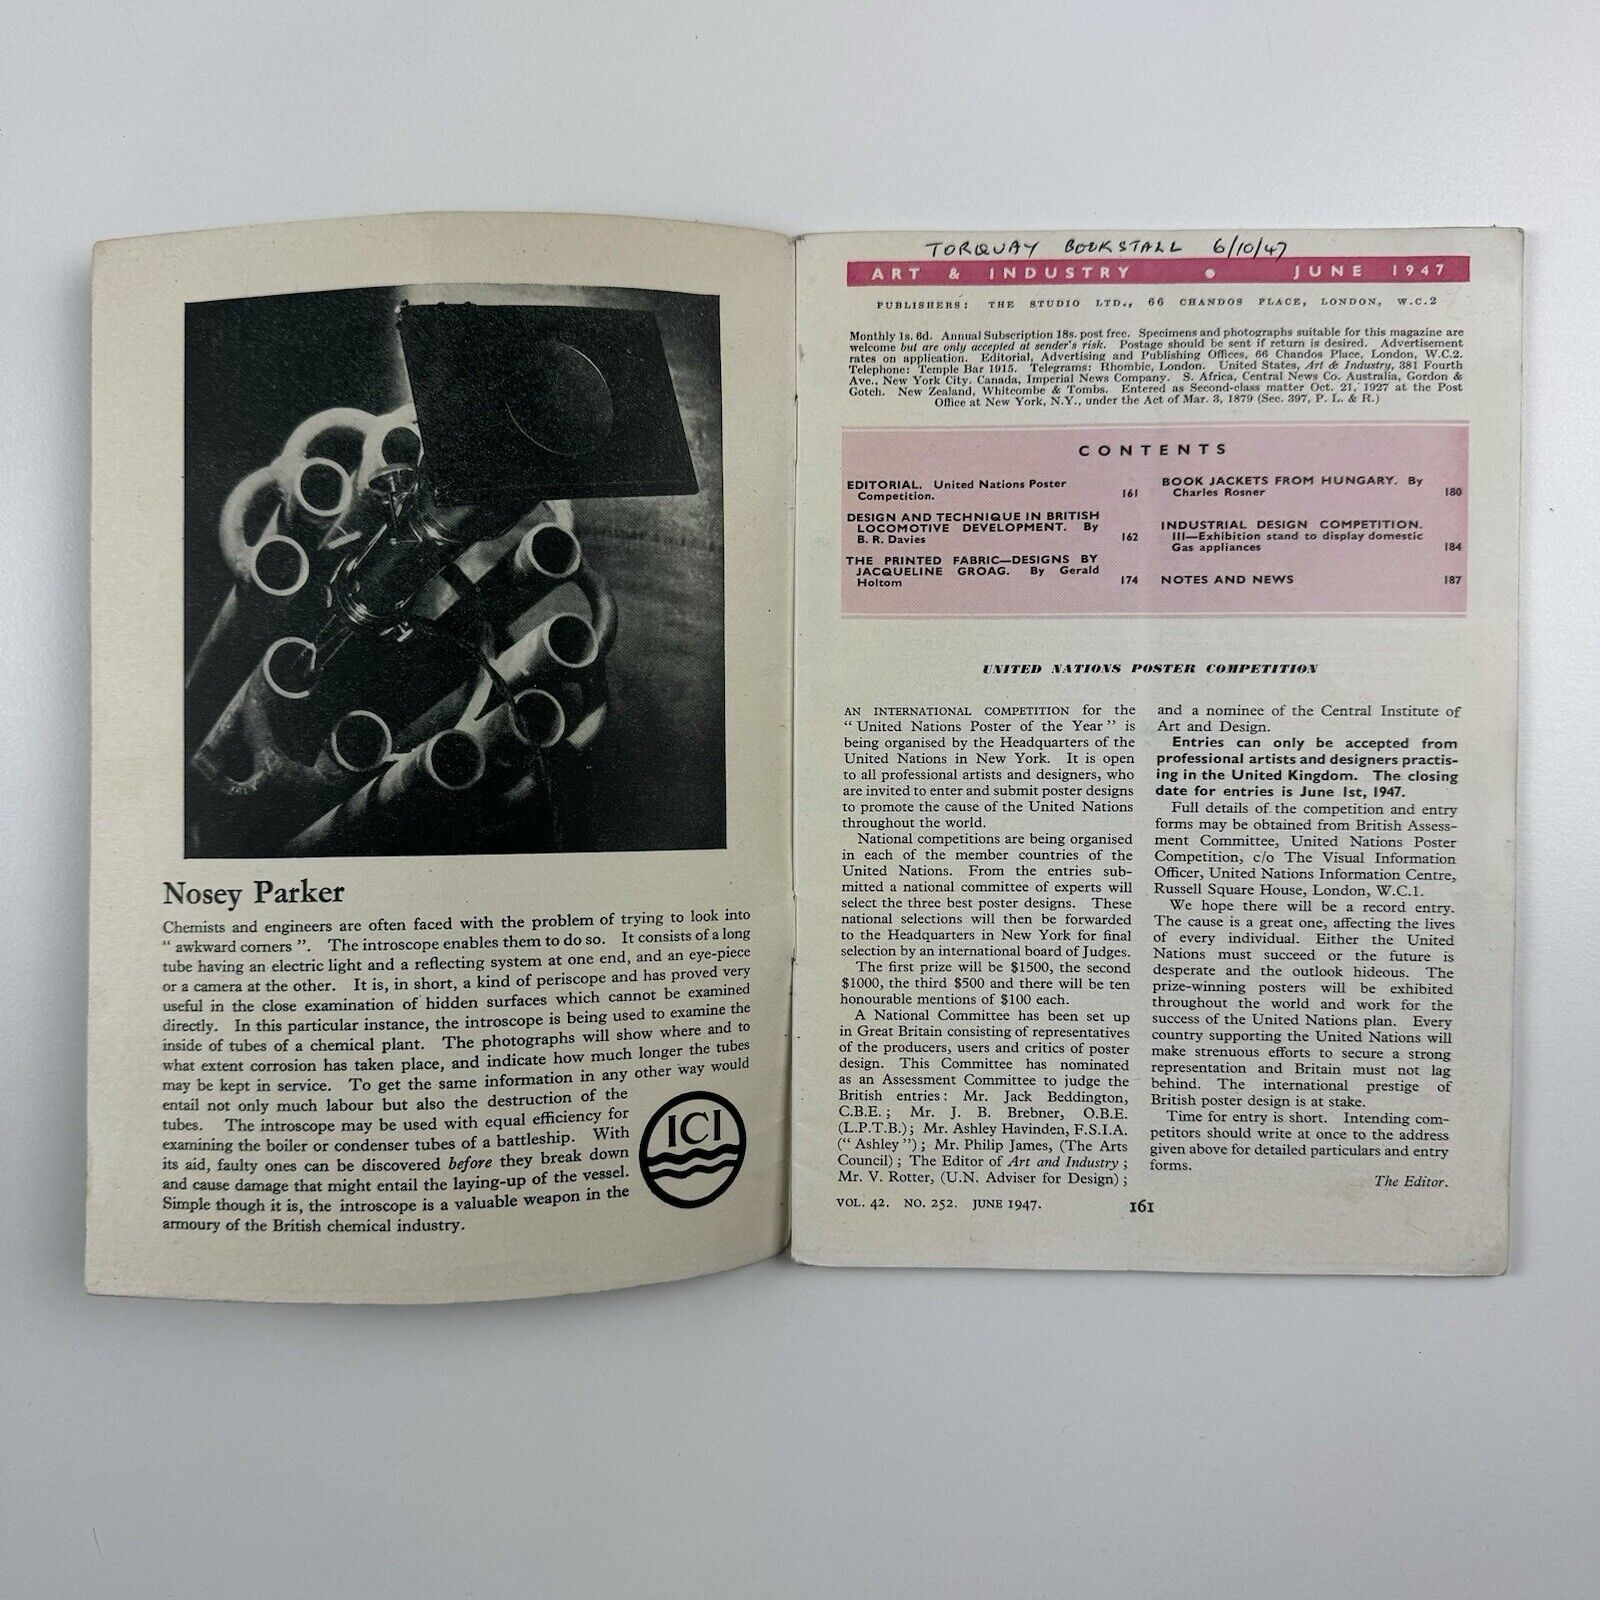 Nosey Parker
Chemists and engineers are often faced with the problem of trying to look into
“ awkward corners ”. The introscope enables them to do so. It consists of a long
tube having an electric light and a reflecting system at one end, and an eye-piece
or a camera at the other. It is, in short, a kind of periscope and has proved very
useful in the close examination of hidden surfaces which cannot be examined
directly. In this particular instance, the introscope is being used to examine the
inside of tubes of a chemical plant. The photographs will show where and to
what extent corrosion has taken place, and indicate how much longer the tubes
may be kept in service. To get the same information in any other way would
entail not only much labour but also the destruction of the
tubes. The introscope may be used with equal efficiency for
examining the boiler or condenser tubes of a battleship. With
its aid, faulty ones can be discovered before they break down
and cause damage that might entail the laying-up of the vessel.
Simple though it is, the introscope is a valuable weapon in the
armoury of the British chemical industry.
ICI
TORQUAY BOOKSTALL 6/10/47
ART & INDUSTRY • JUNE 1947
PUBLISHERS: THE STUDIO LTD., 66 CHANDOS PLACE, LONDON, W.C.2
Monthly 1s. 6d. Annual Subscription 18s. post free. Specimens and photographs suitable for this magazine are
welcome but are only accepted at sender's risk. Postage should be sent if return is desired. Advertisement
rates on application. Editorial, Advertising and Publishing Offices, 66 Chandos Place, London, W.C.2.
Telephone: Temple Bar 1915. Telegrams: Rhombic, London. United States, Art & Industry, 381 Fourth
Ave., New York City. Canada, Imperial News Company. S. Africa, Central News Co. Australia, Gordon &
Gotch. New Zealand, Whitcombe & Tombs. Entered as Second-class matter Oct. 21, 1927 at the Post
Office at New York, N.Y., under the Act of Mar. 3, 1879 (Sec. 397, P. L. & R.)
CONTENTS
EDITORIAL. United Nations Poster
Competition. 161
DESIGN AND TECHNIQUE IN BRITISH
LOCOMOTIVE DEVELOPMENT. By
B. R. Davies 162
THE PRINTED FABRIC—DESIGNS BY
JACQUELINE GROAG. By Gerald
Holtom 174
BOOK JACKETS FROM HUNGARY. By
Charles Rosner 180
INDUSTRIAL DESIGN COMPETITION.
III—Exhibition stand to display domestic
Gas appliances 184
NOTES AND NEWS 187
UNITED NATIONS POSTER COMPETITION
AN INTERNATIONAL COMPETITION for the
“ United Nations Poster of the Year ” is
being organised by the Headquarters of the
United Nations in New York. It is open
to all professional artists and designers, who
are invited to enter and submit poster designs
to promote the cause of the United Nations
throughout the world.
National competitions are being organised
in each of the member countries of the
United Nations. From the entries sub-
mitted a national committee of experts will
select the three best poster designs. These
national selections will then be forwarded
to the Headquarters in New York for final
selection by an international board of Judges.
The first prize will be $1500, the second
$1000, the third $500 and there will be ten
honourable mentions of $100 each.
A National Committee has been set up
in Great Britain consisting of representatives
of the producers, users and critics of poster
design. This Committee has nominated
as an Assessment Committee to judge the
British entries: Mr. Jack Beddington,
C.B.E.; Mr. J. B. Brebner, O.B.E.
(L.P.T.B.); Mr. Ashley Havinden, F.S.I.A.
(“ Ashley ”); Mr. Philip James, (The Arts
Council); The Editor of Art and Industry;
Mr. V. Rotter, (U.N. Adviser for Design);
and a nominee of the Central Institute of
Art and Design.
Entries can only be accepted from
professional artists and designers practis-
ing in the United Kingdom. The closing
date for entries is June 1st, 1947.
Full details of the competition and entry
forms may be obtained from British Assess-
ment Committee, United Nations Poster
Competition, c/o The Visual Information
Officer, United Nations Information Centre,
Russell Square House, London, W.C.1.
We hope there will be a record entry.
The cause is a great one, affecting the lives
of every individual. Either the United
Nations must succeed or the future is
desperate and the outlook hideous. The
prize-winning posters will be exhibited
throughout the world and work for the
success of the United Nations plan. Every
country supporting the United Nations will
make strenuous efforts to secure a strong
representation and Britain must not lag
behind. The international prestige of
British poster design is at stake.
Time for entry is short. Intending com-
petitors should write at once to the address
given above for detailed particulars and entry
forms.
The Editor.
VOL. 42. NO. 252. JUNE 1947. 161